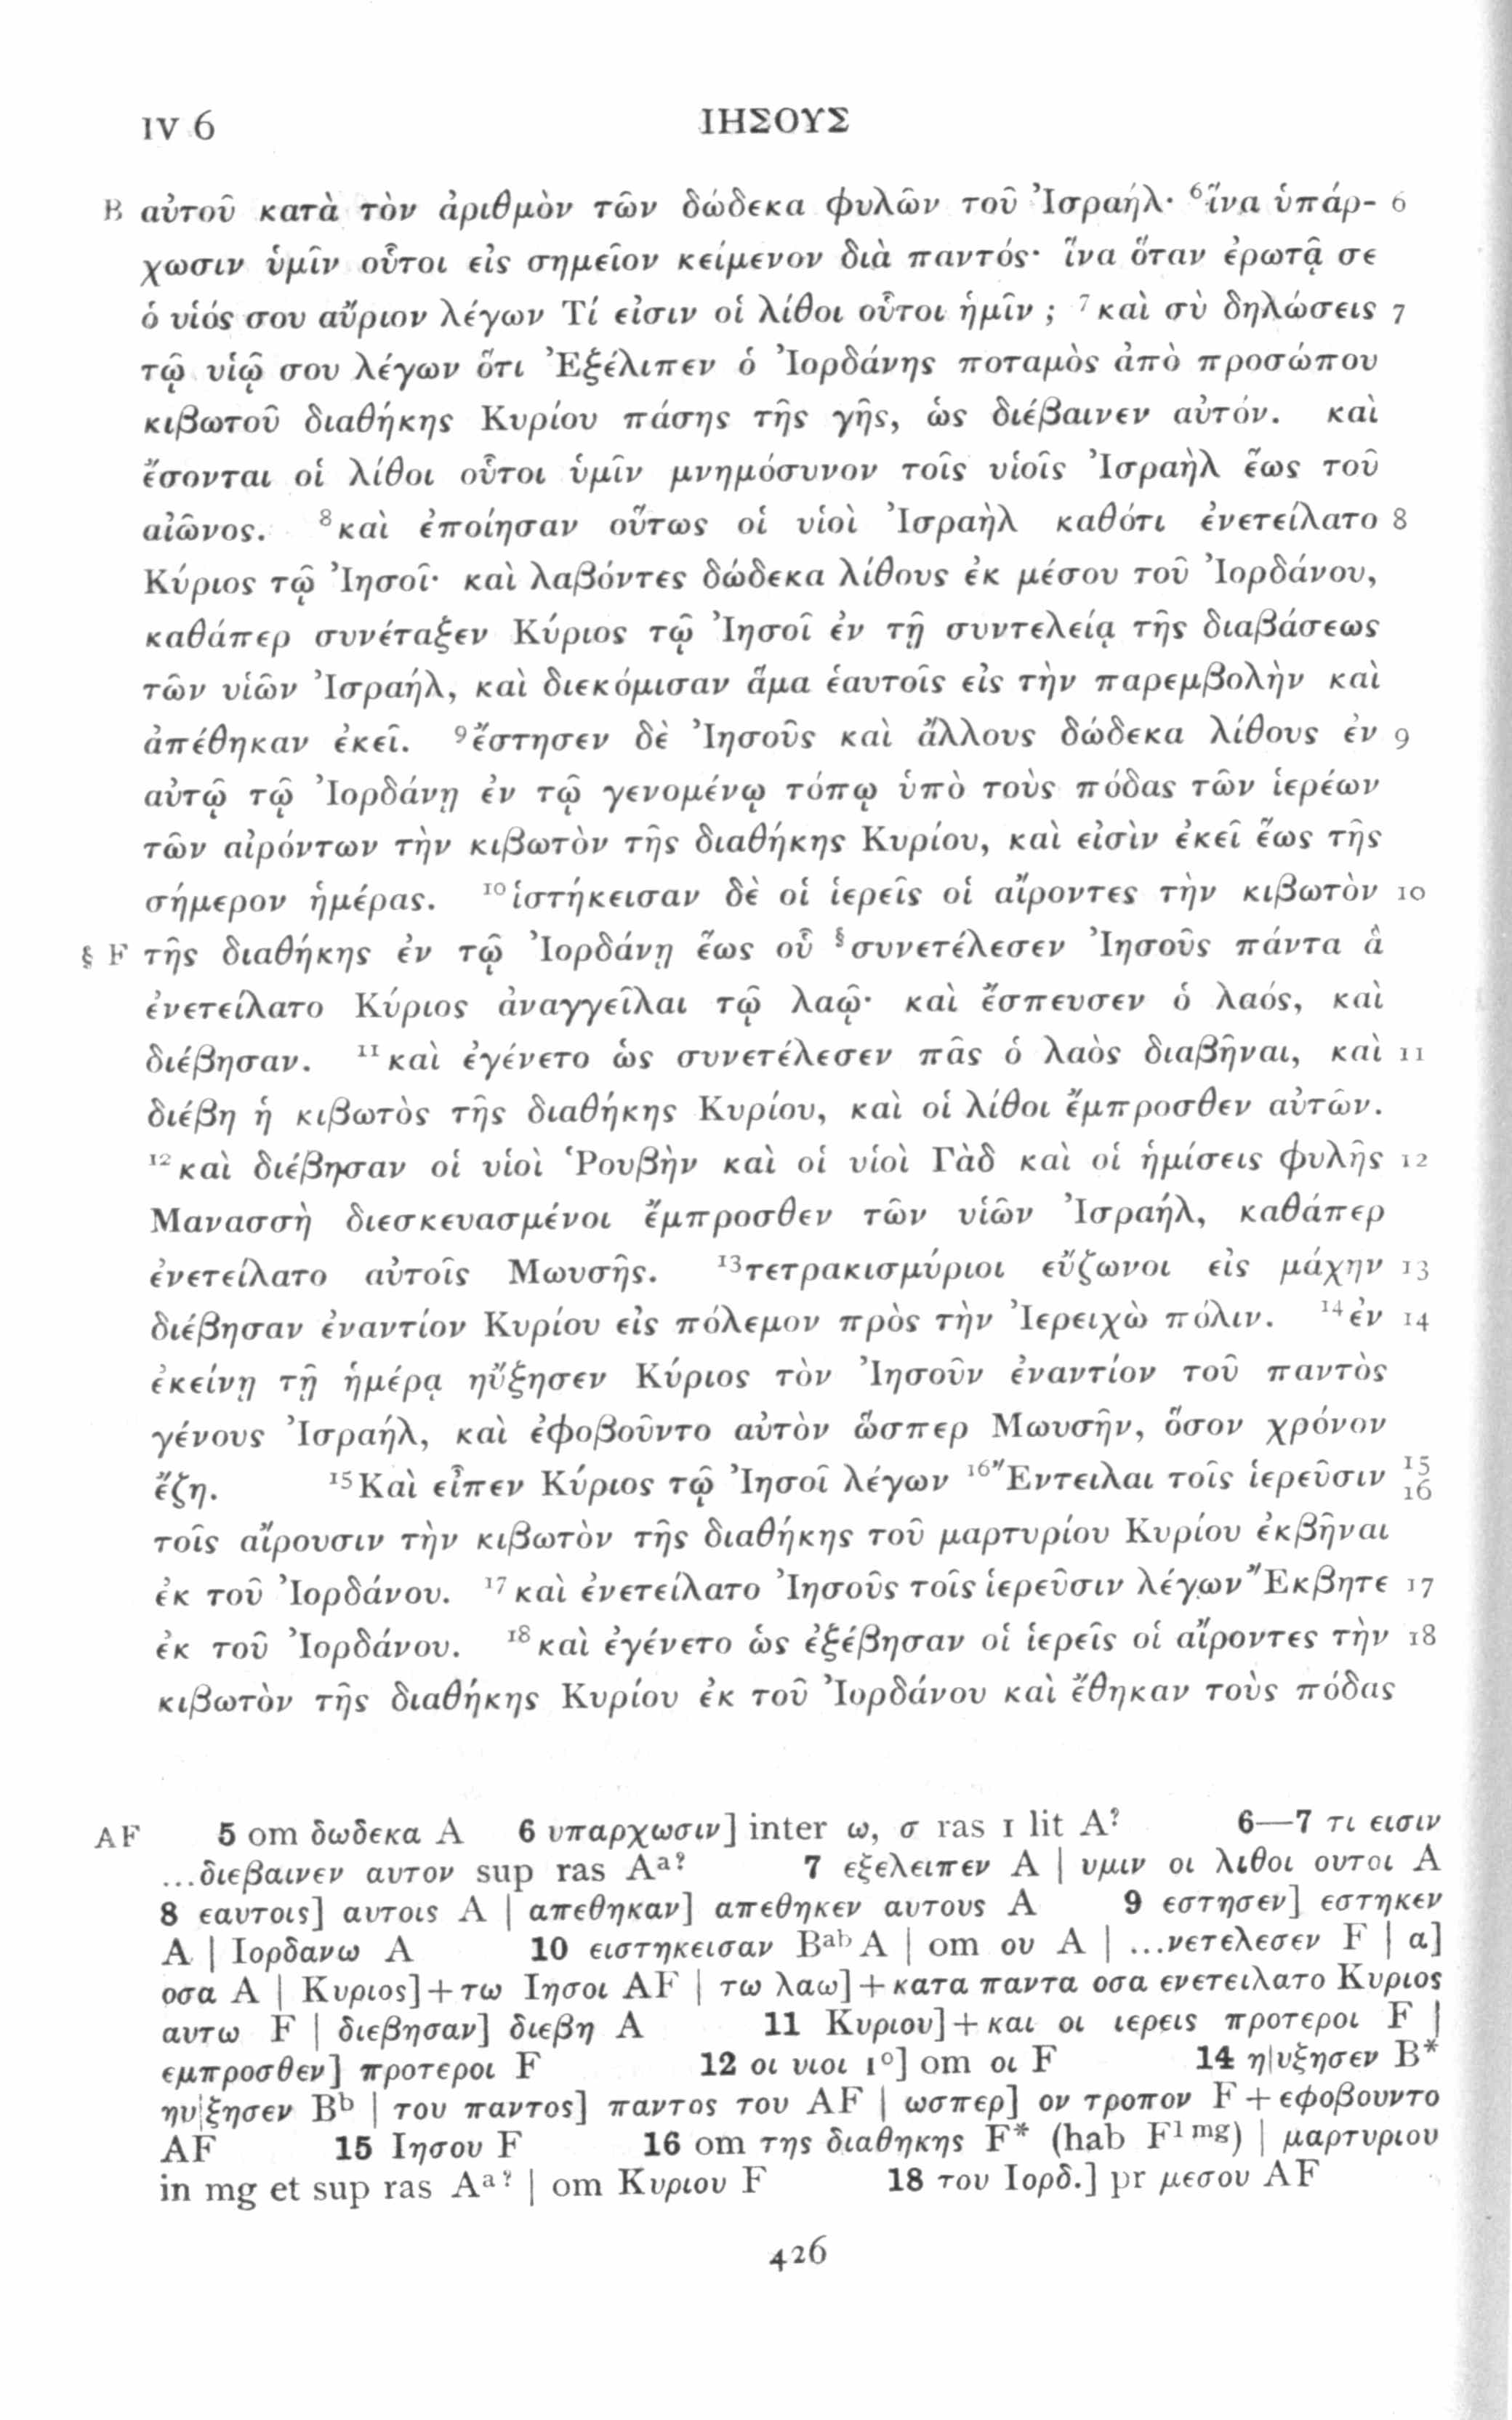 IV 6 ΙΗΣΟΥΣ
B αὐτοῦ κατὰ τὸν ἀριθμὸν τῶν δώδεκα φυλῶν τοῦ Ἰσραήλ· ⁶ἵνα ὑπάρ- 6
χωσιν ὑμῖν οὗτοι εἰς σημεῖον κείμενον διὰ παντός· ἵνα ὅταν ἐρωτᾷ σε
ὁ υἱός σου αὔριον λέγων Τί εἰσιν οἱ λίθοι οὗτοι ἡμῖν ; ⁷καὶ σὺ δηλώσεις 7
τῷ υἱῷ σου λέγων ὅτι Ἐξέλιπεν ὁ Ἰορδάνης ποταμὸς ἀπὸ προσώπου
κιβωτοῦ διαθήκης Κυρίου πάσης τῆς γῆς, ὡς διέβαινεν αὐτόν. καὶ
ἔσονται οἱ λίθοι οὗτοι ὑμῖν μνημόσυνον τοῖς υἱοῖς Ἰσραὴλ ἕως τοῦ
αἰῶνος. ⁸καὶ ἐποίησαν οὕτως οἱ υἱοὶ Ἰσραὴλ καθότι ἐνετείλατο 8
Κύριος τῷ Ἰησοῖ· καὶ λαβόντες δώδεκα λίθους ἐκ μέσου τοῦ Ἰορδάνου,
καθάπερ συνέταξεν Κύριος τῷ Ἰησοῖ ἐν τῇ συντελείᾳ τῆς διαβάσεως
τῶν υἱῶν Ἰσραήλ, καὶ διεκόμισαν ἅμα ἑαυτοῖς εἰς τὴν παρεμβολὴν καὶ
ἀπέθηκαν ἐκεῖ. ⁹ἔστησεν δὲ Ἰησοῦς καὶ ἄλλους δώδεκα λίθους ἐν 9
αὐτῷ τῷ Ἰορδάνῃ ἐν τῷ γενομένῳ τόπῳ ὑπὸ τοὺς πόδας τῶν ἱερέων
τῶν αἰρόντων τὴν κιβωτὸν τῆς διαθήκης Κυρίου, καὶ εἰσὶν ἐκεῖ ἕως τῆς
σήμερον ἡμέρας. ¹⁰ἱστήκεισαν δὲ οἱ ἱερεῖς οἱ αἴροντες τὴν κιβωτὸν 10
§ F τῆς διαθήκης ἐν τῷ Ἰορδάνῃ ἕως οὗ §συνετέλεσεν Ἰησοῦς πάντα ἃ
ἐνετείλατο Κύριος ἀναγγεῖλαι τῷ λαῷ· καὶ ἔσπευσεν ὁ λαός, καὶ
διέβησαν. ¹¹καὶ ἐγένετο ὡς συνετέλεσεν πᾶς ὁ λαὸς διαβῆναι, καὶ 11
διέβη ἡ κιβωτὸς τῆς διαθήκης Κυρίου, καὶ οἱ λίθοι ἔμπροσθεν αὐτῶν.
¹²καὶ διέβησαν οἱ υἱοὶ Ῥουβὴν καὶ οἱ υἱοὶ Γὰδ καὶ οἱ ἡμίσεις φυλῆς 12
Μανασσὴ διεσκευασμένοι ἔμπροσθεν τῶν υἱῶν Ἰσραήλ, καθάπερ
ἐνετείλατο αὐτοῖς Μωυσῆς. ¹³τετρακισμύριοι εὔζωνοι εἰς μάχην 13
διέβησαν ἐναντίον Κυρίου εἰς πόλεμον πρὸς τὴν Ἰερειχὼ πόλιν. ¹⁴ἐν 14
ἐκείνῃ τῇ ἡμέρᾳ ηὔξησεν Κύριος τὸν Ἰησοῦν ἐναντίον τοῦ παντὸς
γένους Ἰσραήλ, καὶ ἐφοβοῦντο αὐτὸν ὥσπερ Μωυσῆν, ὅσον χρόνον
ἔζη. ¹⁵Καὶ εἶπεν Κύριος τῷ Ἰησοῖ λέγων ¹⁶Ἔντειλαι τοῖς ἱερεῦσιν 15 16
τοῖς αἴρουσιν τὴν κιβωτὸν τῆς διαθήκης τοῦ μαρτυρίου Κυρίου ἐκβῆναι
ἐκ τοῦ Ἰορδάνου. ¹⁷καὶ ἐνετείλατο Ἰησοῦς τοῖς ἱερεῦσιν λέγων Ἔκβητε 17
ἐκ τοῦ Ἰορδάνου. ¹⁸καὶ ἐγένετο ὡς ἐξέβησαν οἱ ἱερεῖς οἱ αἴροντες τὴν 18
κιβωτὸν τῆς διαθήκης Κυρίου ἐκ τοῦ Ἰορδάνου καὶ ἔθηκαν τοὺς πόδας
AF 5 om δωδεκα A 6 υπαρχωσιν] inter ω, σ ras 1 lit A? 6—7 τι εισιν
...διεβαινεν αυτον sup ras Aᵃ? 7 εξελειπεν A | υμιν οι λιθοι ουτοι A
8 εαυτοις] αυτοις A | απεθηκαν] απεθηκεν αυτους A 9 εστησεν] εστηκεν
A | Ιορδανω A 10 ειστηκεισαν Bᵃᵇ A | om ου A | ...νετελεσεν F | α]
οσα A | Κυριος]+τω Ιησοι AF | τω λαω]+κατα παντα οσα ενετειλατο Κυριος
αυτω F | διεβησαν] διεβη A 11 Κυριου]+και οι ιερεις προτεροι F |
εμπροσθεν] προτεροι F 12 οι υιοι 1°] om οι F 14 η|υξησεν B*
ηυ|ξησεν Bᵇ | του παντος] παντος του AF | ωσπερ] ον τροπον F + εφοβουντο
AF 15 Ιησου F 16 om της διαθηκης F* (hab F¹ᵐᵍ) | μαρτυριου
in mg et sup ras Aᵃ? | om Κυριου F 18 του Ιορδ.] pr μεσου AF
426